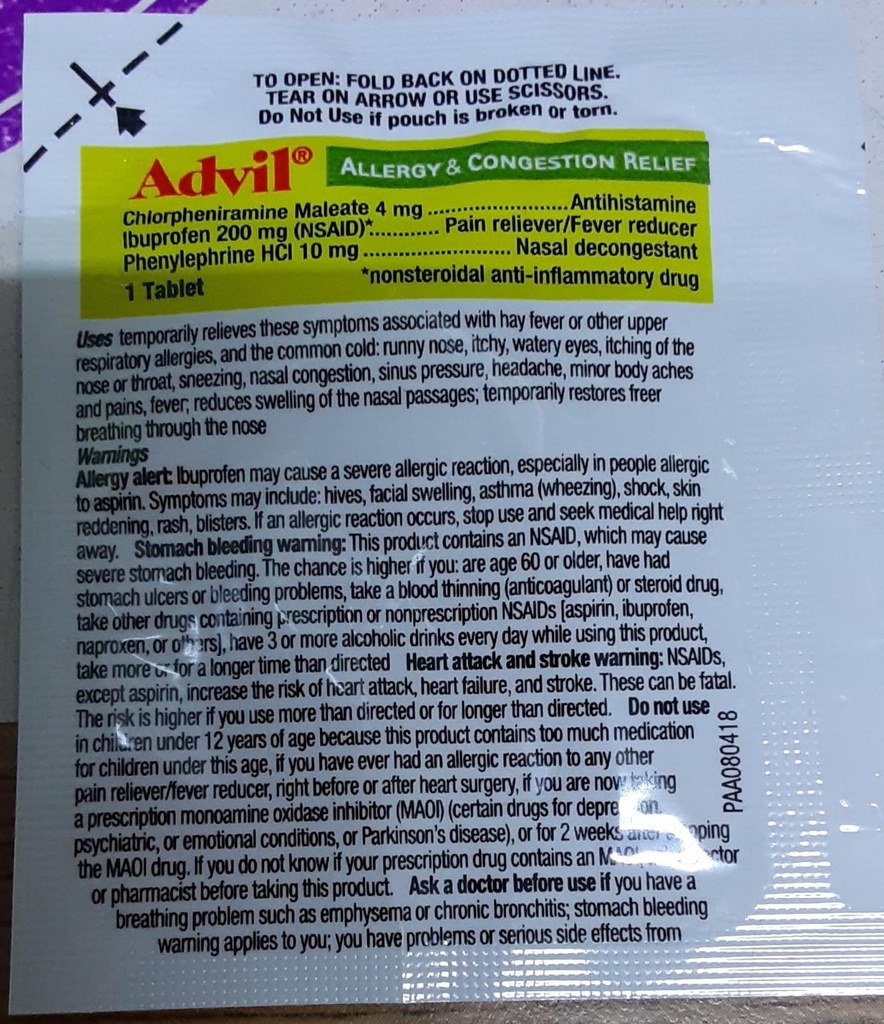 TO OPEN: FOLD BACK ON DOTTED LINE.
TEAR ON ARROW OR USE SCISSORS.
Do Not Use if pouch is broken or torn.
Advil® ALLERGY & CONGESTION RELIEF
Chlorpheniramine Maleate 4 mg ........................ Antihistamine
Ibuprofen 200 mg (NSAID)*............ Pain reliever/Fever reducer
Phenylephrine HCl 10 mg ......................... Nasal decongestant
1 Tablet *nonsteroidal anti-inflammatory drug
Uses temporarily relieves these symptoms associated with hay fever or other upper
respiratory allergies, and the common cold: runny nose, itchy, watery eyes, itching of the
nose or throat, sneezing, nasal congestion, sinus pressure, headache, minor body aches
and pains, fever, reduces swelling of the nasal passages; temporarily restores freer
breathing through the nose
Warnings
Allergy alert: Ibuprofen may cause a severe allergic reaction, especially in people allergic
to aspirin. Symptoms may include: hives, facial swelling, asthma (wheezing), shock, skin
reddening, rash, blisters. If an allergic reaction occurs, stop use and seek medical help right
away. Stomach bleeding warning: This product contains an NSAID, which may cause
severe stomach bleeding. The chance is higher if you: are age 60 or older, have had
stomach ulcers or bleeding problems, take a blood thinning (anticoagulant) or steroid drug,
take other drugs containing prescription or nonprescription NSAIDs [aspirin, ibuprofen,
naproxen, or others], have 3 or more alcoholic drinks every day while using this product,
take more or for a longer time than directed Heart attack and stroke warning: NSAIDs,
except aspirin, increase the risk of heart attack, heart failure, and stroke. These can be fatal.
The risk is higher if you use more than directed or for longer than directed. Do not use
in children under 12 years of age because this product contains too much medication
for children under this age, if you have ever had an allergic reaction to any other
pain reliever/fever reducer, right before or after heart surgery, if you are now taking
a prescription monoamine oxidase inhibitor (MAOI) (certain drugs for
psychiatric, or emotional conditions, or Parkinson's disease), or for 2 weeks
the MAOI drug. If you do not know if your prescription drug contains an
or pharmacist before taking this product. Ask a doctor before use if you have a
breathing problem such as emphysema or chronic bronchitis; stomach bleeding
warning applies to you; you have problems or serious side effects from
PAA080418